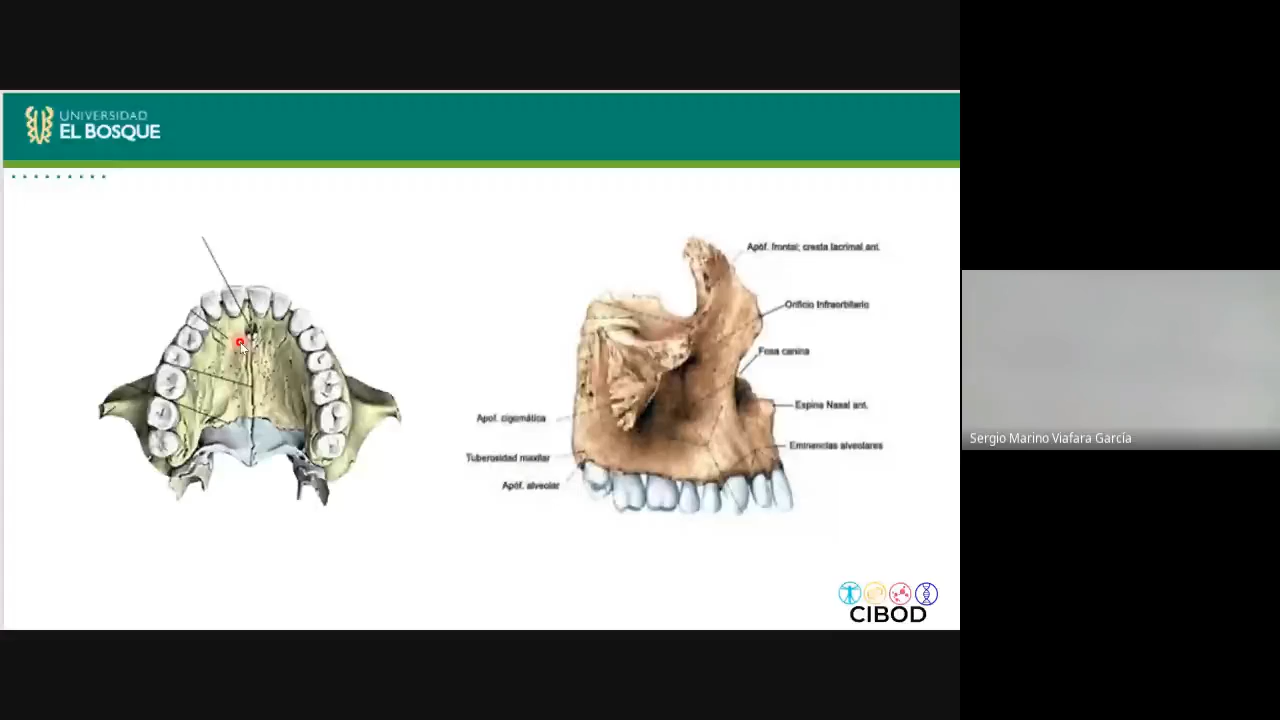 UNIVERSIDAD
EL BOSQUE
Apóf. frontal; cresta lacrimal ant.
Orificio Infraorbitario
Fosa canina
Apof. cigomática
Espina Nasal ant.
Eminencias alveolares
Tuberosidad maxilar
Apóf. alveolar
Sergio Marino Viafara García
CIBOD